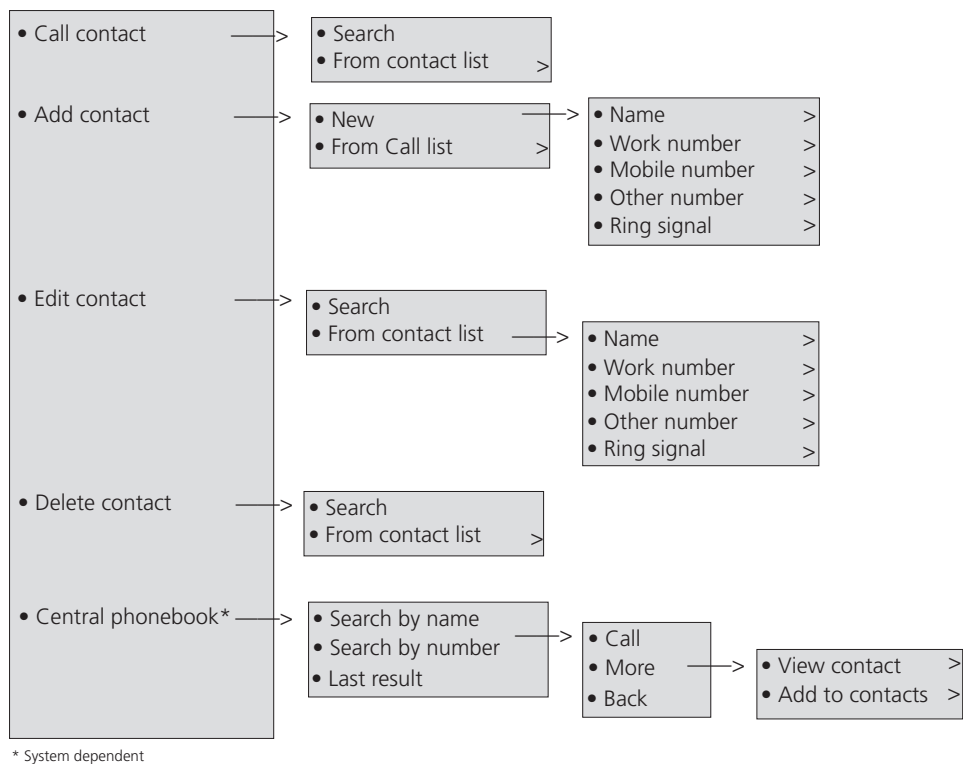 • Call contact >
• Search
• From contact list >
• Add contact >
• New >
• From Call list >
• Name >
• Work number >
• Mobile number >
• Other number >
• Ring signal >
• Edit contact >
• Search
• From contact list >
• Name >
• Work number >
• Mobile number >
• Other number >
• Ring signal >
• Delete contact >
• Search
• From contact list >
• Central phonebook* >
• Search by name
• Search by number >
• Last result
• Call
• More >
• Back
• View contact >
• Add to contacts >
* System dependent